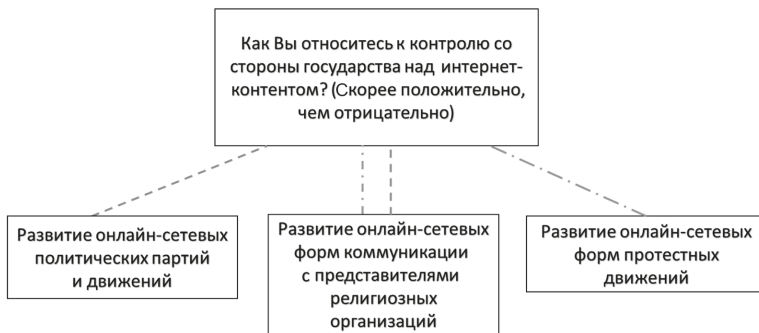 Как Вы относитесь к контролю со
стороны государства над интернет-
контентом? (Скорее положительно,
чем отрицательно)
Развитие онлайн-сетевых
политических партий
и движений
Развитие онлайн-сетевых
форм коммуникации
с представителями
религиозных
организаций
Развитие онлайн-сетевых
форм протестных
движений